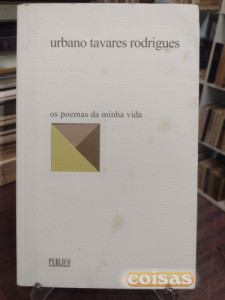 urbano tavares rodrigues
os poemas da minha vida
PÚBLICO
coisas